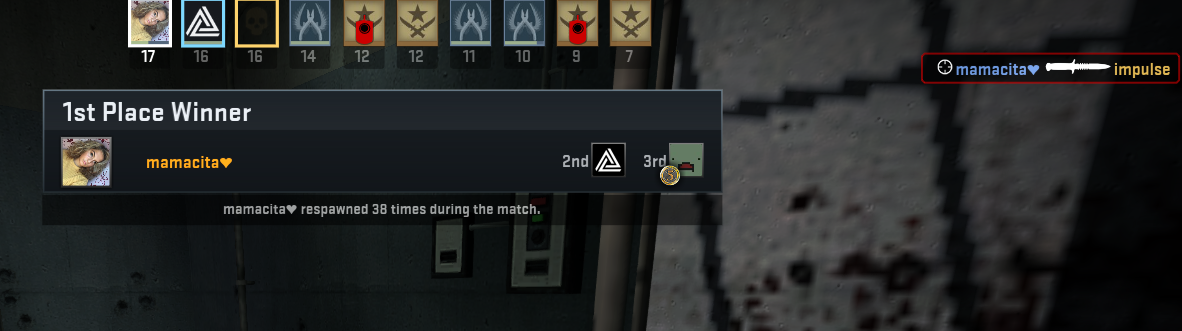 17 16 16 14 12 12 11 10 9 7
mamacita♥ impulse
1st Place Winner
mamacita♥ 2nd 3rd
5
mamacita♥ respawned 38 times during the match.